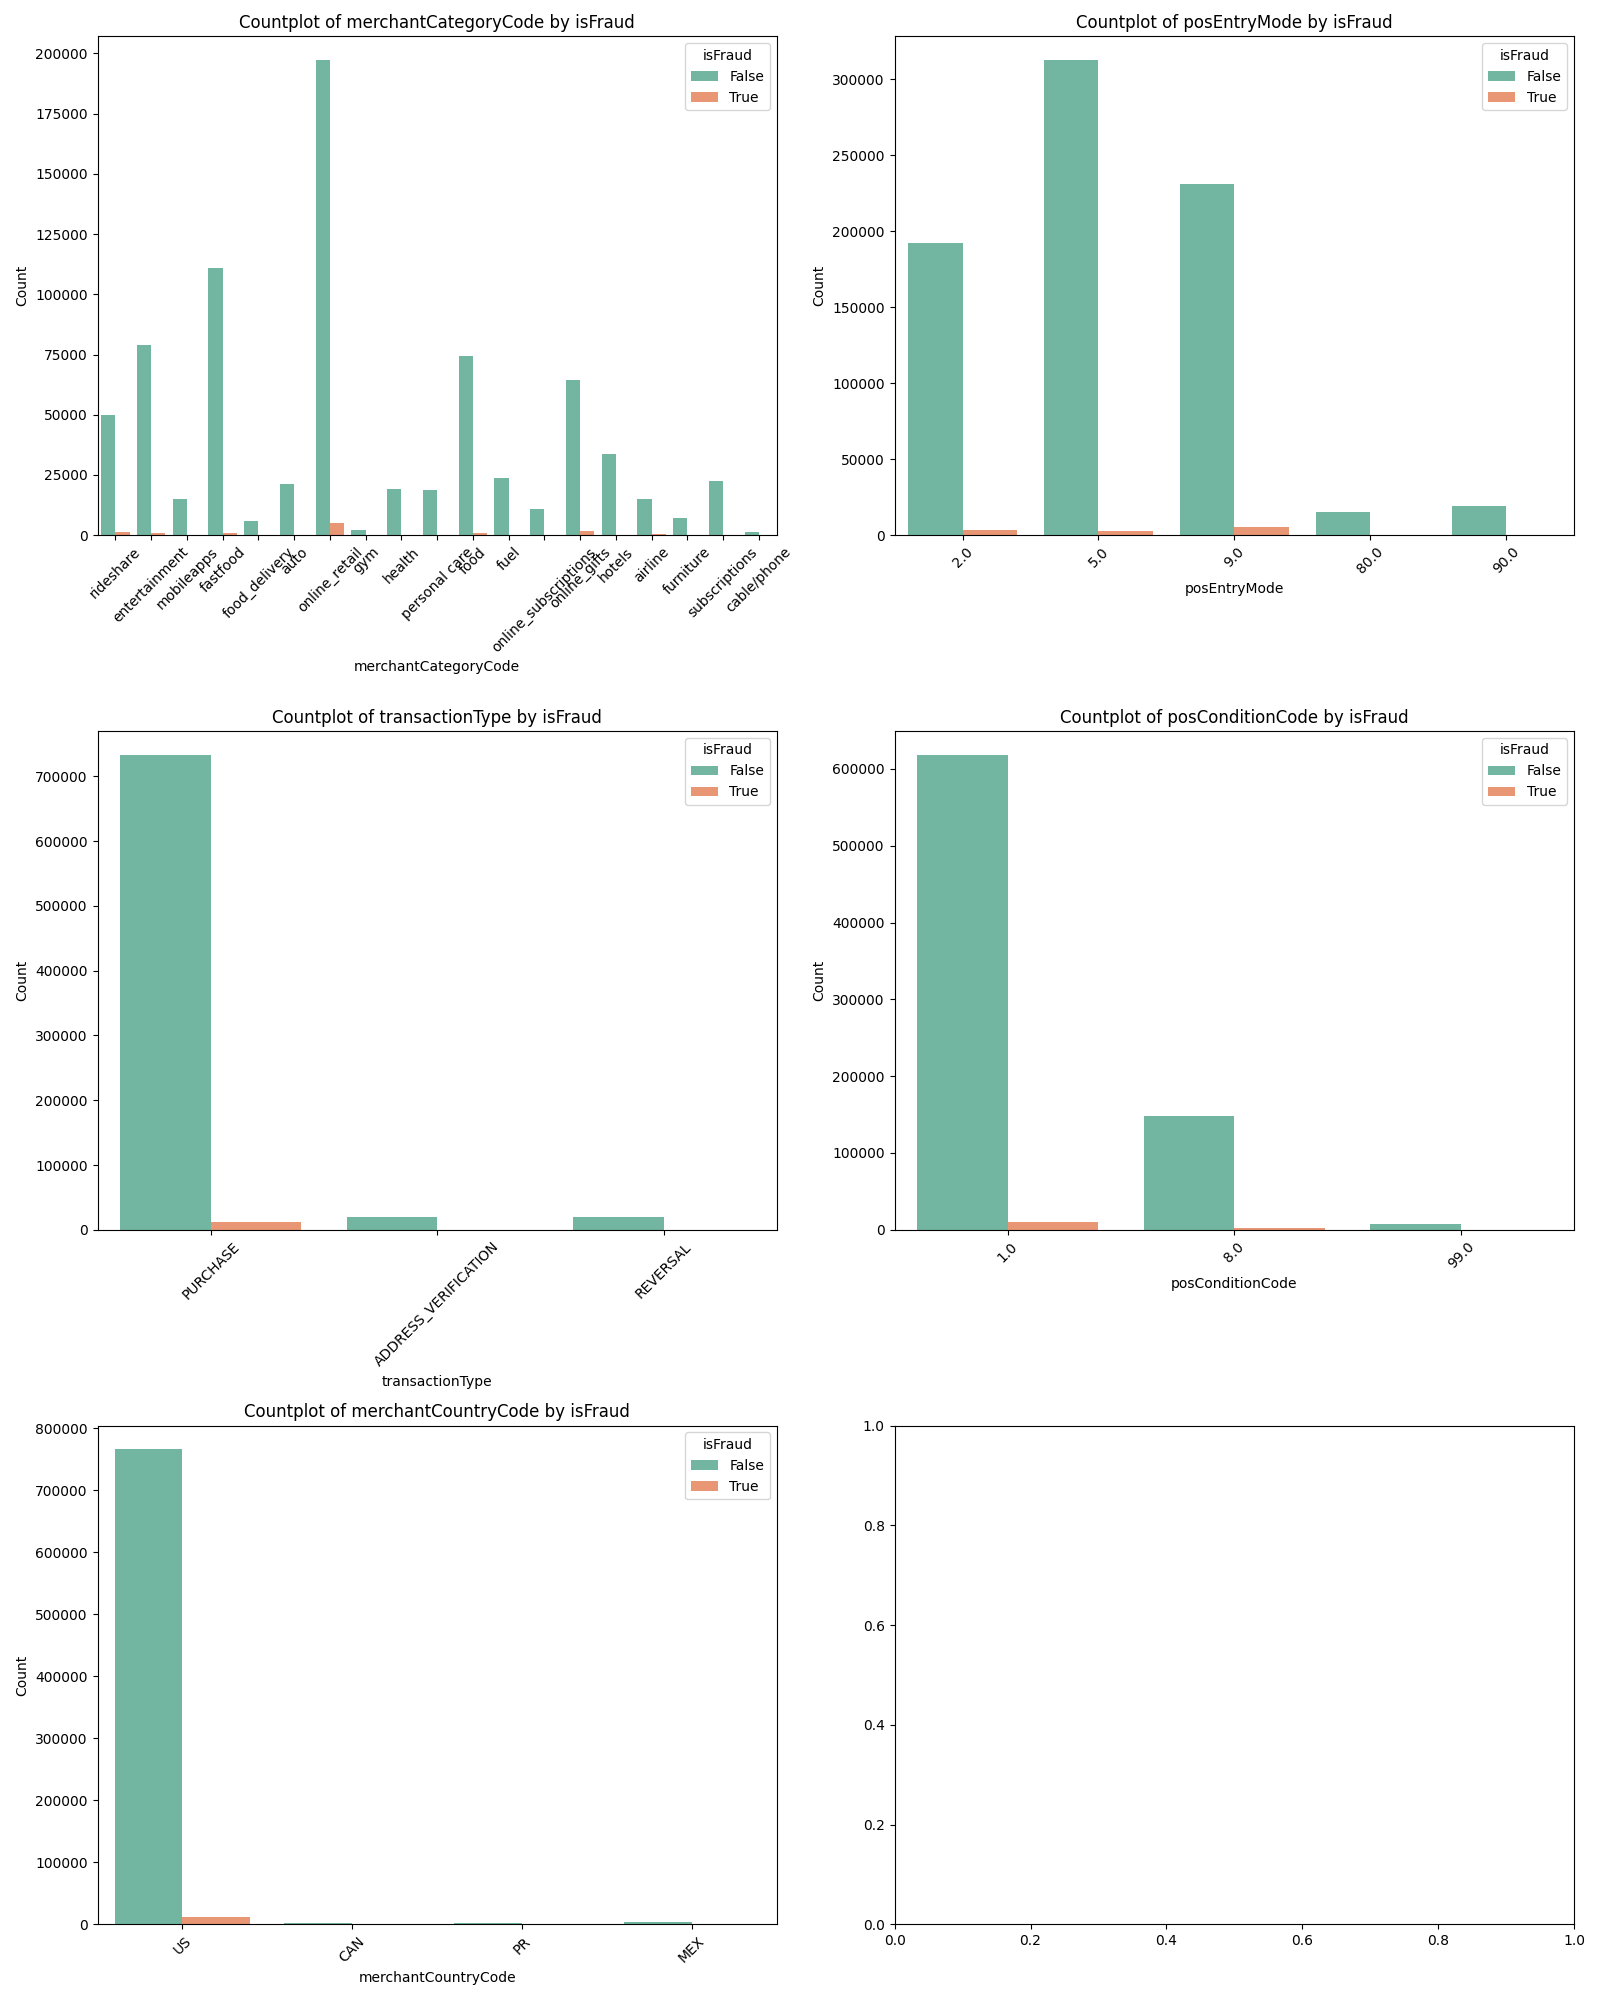 Countplot of merchantCategoryCode by isFraud
isFraud
False
True
200000
175000
150000
125000
100000
75000
50000
25000
0
Count
rideshare
entertainment
mobileapps
fastfood
food_delivery
auto
online_retail
gym
health
personal care
food
fuel
online_subscriptions
online_gifts
hotels
airline
furniture
subscriptions
cable/phone
merchantCategoryCode
Countplot of posEntryMode by isFraud
isFraud
False
True
300000
250000
200000
150000
100000
50000
0
Count
2.0
5.0
9.0
80.0
90.0
posEntryMode
Countplot of transactionType by isFraud
isFraud
False
True
700000
600000
500000
400000
300000
200000
100000
0
Count
PURCHASE
ADDRESS_VERIFICATION
REVERSAL
transactionType
Countplot of posConditionCode by isFraud
isFraud
False
True
600000
500000
400000
300000
200000
100000
0
Count
1.0
8.0
99.0
posConditionCode
Countplot of merchantCountryCode by isFraud
isFraud
False
True
800000
700000
600000
500000
400000
300000
200000
100000
0
Count
US
CAN
PR
MEX
merchantCountryCode
1.0
0.8
0.6
0.4
0.2
0.0
0.0
0.2
0.4
0.6
0.8
1.0